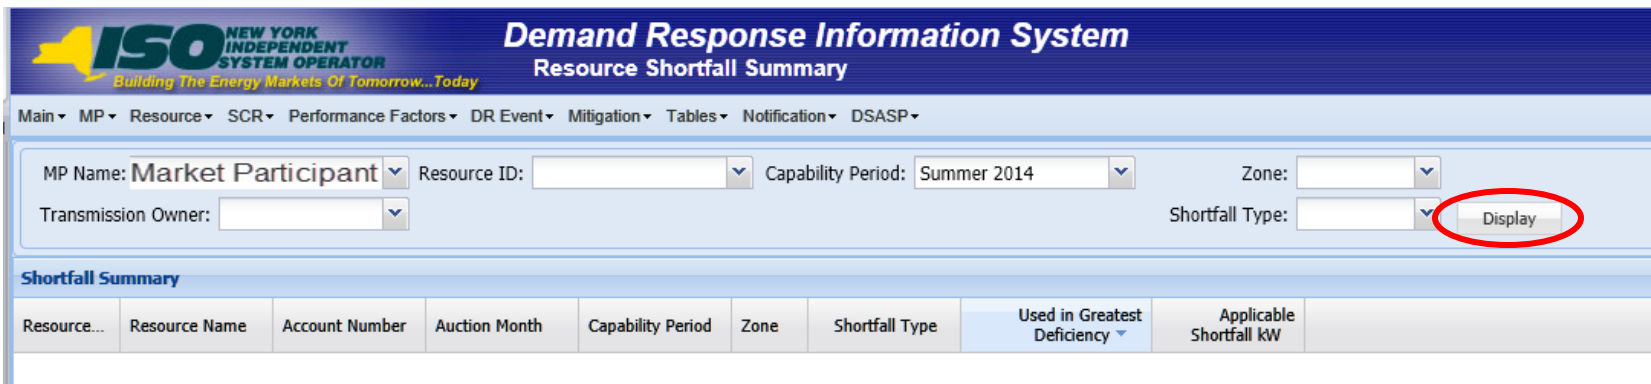 ISO NEW YORK
INDEPENDENT
SYSTEM OPERATOR
Building The Energy Markets Of Tomorrow...Today
Demand Response Information System
Resource Shortfall Summary
Main MP Resource SCR Performance Factors DR Event Mitigation Tables Notification DSASP
MP Name: Market Participant Resource ID: Capability Period: Summer 2014 Zone:
Transmission Owner: Shortfall Type: Display
Shortfall Summary
Resource... Resource Name Account Number Auction Month Capability Period Zone Shortfall Type Used in Greatest Deficiency Applicable Shortfall kW